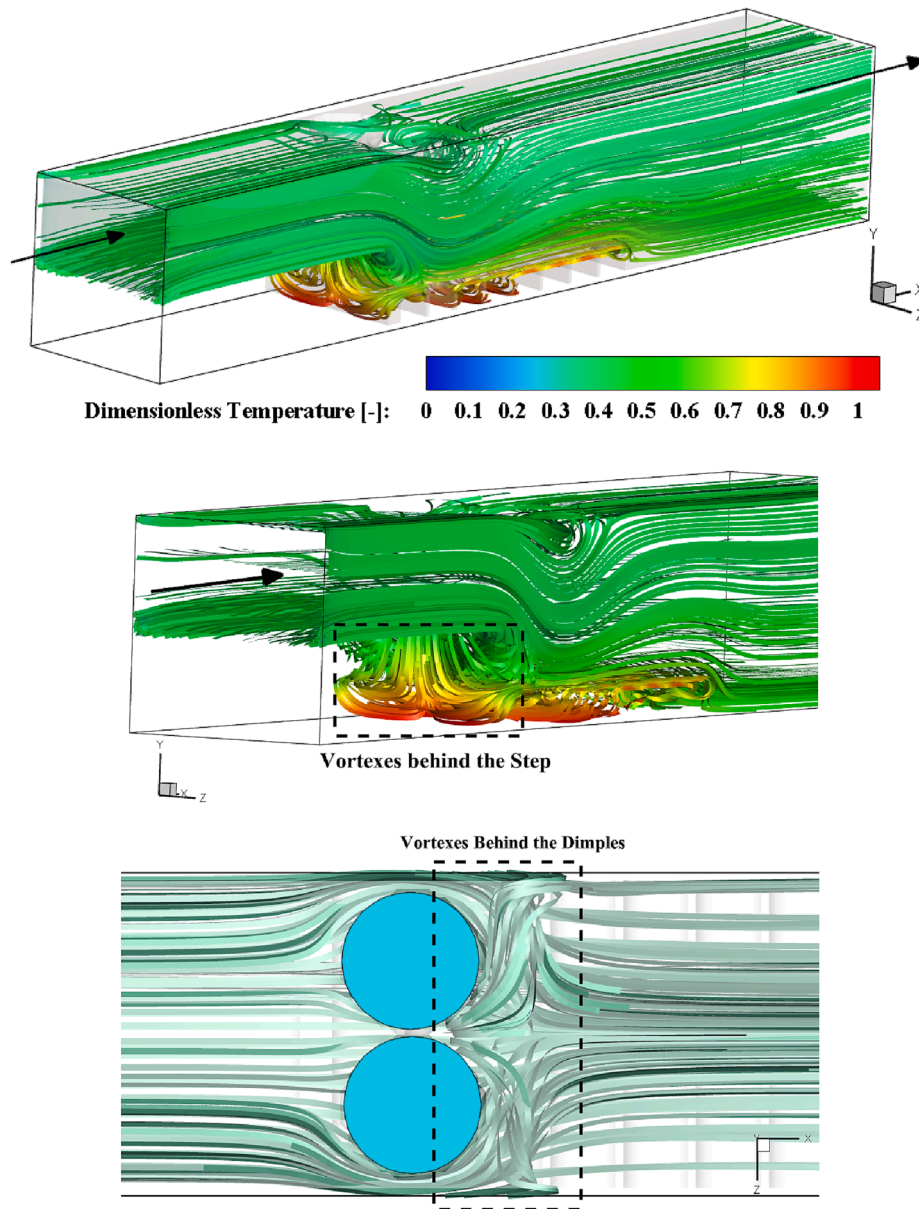 Y
X
Z
Dimensionless Temperature [-]: 0 0.1 0.2 0.3 0.4 0.5 0.6 0.7 0.8 0.9 1
Y
X
Z
Vortexes behind the Step
Vortexes Behind the Dimples
Y
X
Z